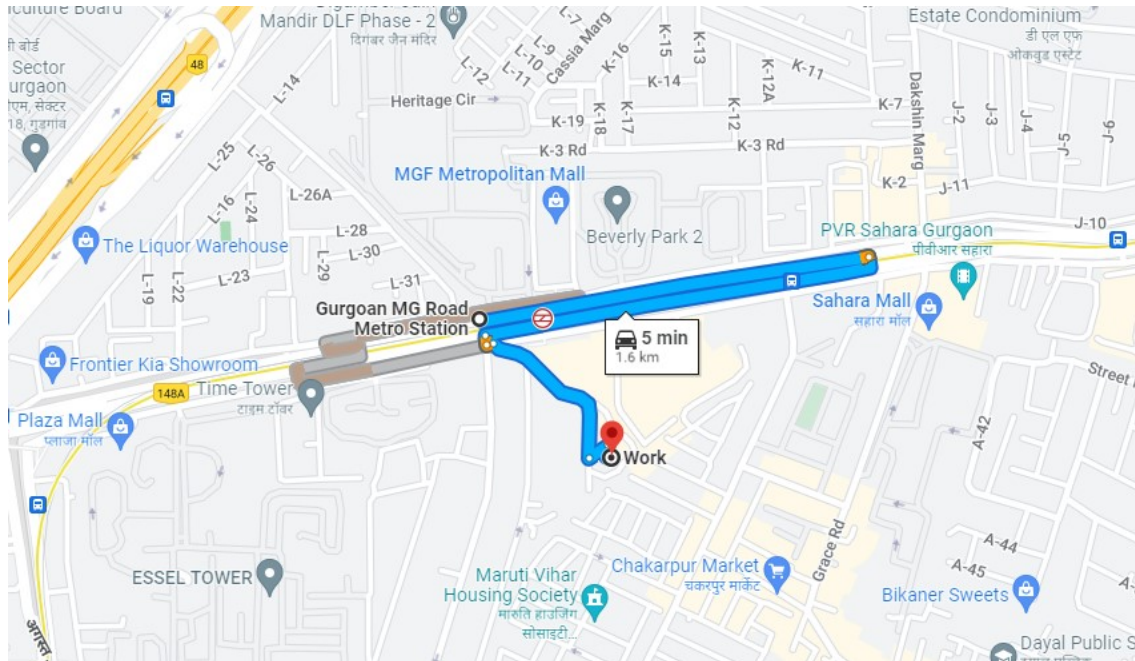 culture Board
Mandir DLF Phase - 2
दिगंबर जैन मंदिर
L-7
L-9
L-10
L-11
L-12
Cassia Marg
K-16
K-15
K-13
K-14
K-12A
K-11
Estate Condominium
डी एल एफ
ओकवुड एस्टेट
ी बोर्ड
Sector
urgaon
18, गुड़गांव
48
L-14
Heritage Cir
K-19
K-18
K-17
K-12
K-7
Dakshin Marg
J-2
J-3
J-4
J-5
J-9
K-3 Rd
K-3 Rd
L-25
L-26
L-26A
L-16
L-24
MGF Metropolitan Mall
Beverly Park 2
K-2
J-11
J-10
The Liquor Warehouse
L-28
L-29
L-30
L-23
L-19
L-22
L-31
PVR Sahara Gurgaon
पीवीआर सहारा
Gurgoan MG Road
Metro Station
Sahara Mall
सहारा मॉल
5 min
1.6 km
Frontier Kia Showroom
148A
Time Tower
टाइम टॉवर
Plaza Mall
प्लाजा मॉल
Street
A-42
Work
Grace Rd
ESSEL TOWER
Maruti Vihar
Housing Society
मारुति हाउजिंग
सोसाइटी...
Chakarpur Market
चकरपुर मार्केट
A-44
A-45
Bikaner Sweets
अगस्त
Dayal Public S